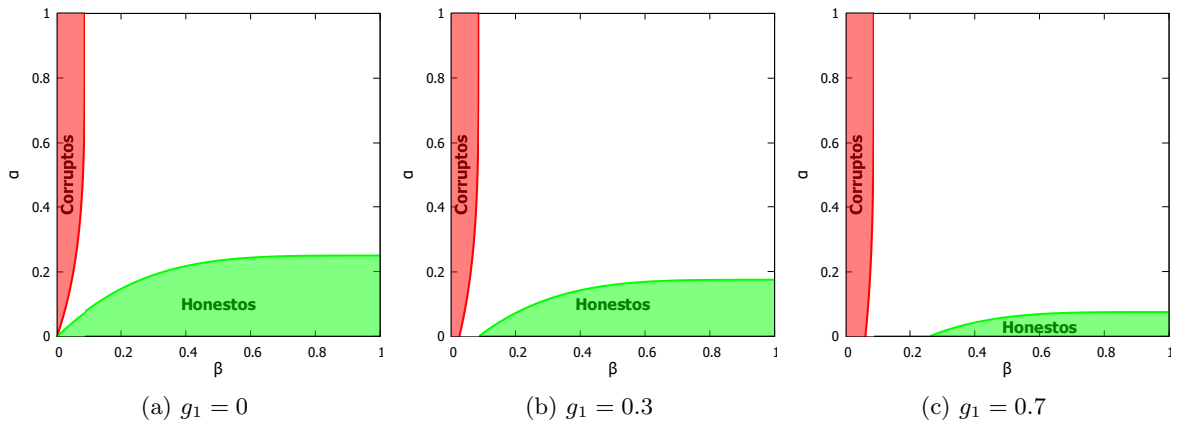 1
0.8
0.6
0.4
0.2
0
α
Corruptos
Honestos
0 0.2 0.4 0.6 0.8 1
β
(a) g₁ = 0
1
0.8
0.6
0.4
0.2
0
α
Corruptos
Honestos
0 0.2 0.4 0.6 0.8 1
β
(b) g₁ = 0.3
1
0.8
0.6
0.4
0.2
0
α
Corruptos
Honestos
0 0.2 0.4 0.6 0.8 1
β
(c) g₁ = 0.7